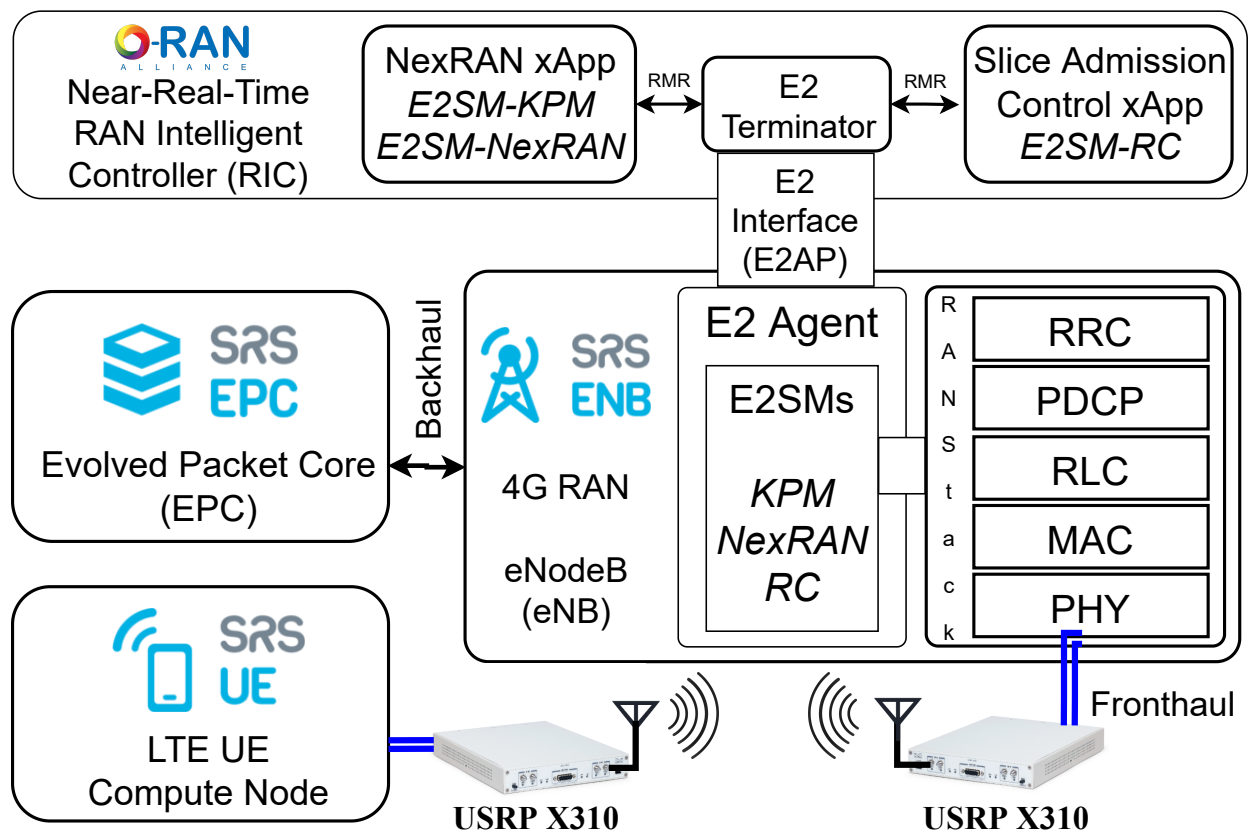 O-RAN
ALLIANCE
Near-Real-Time
RAN Intelligent
Controller (RIC)
NexRAN xApp
E2SM-KPM
E2SM-NexRAN
RMR
E2
Terminator
RMR
Slice Admission
Control xApp
E2SM-RC
E2
Interface
(E2AP)
SRS
EPC
Evolved Packet Core
(EPC)
Backhaul
SRS
ENB
4G RAN
eNodeB
(eNB)
E2 Agent
E2SMs
KPM
NexRAN
RC
R
A
N
S
t
a
c
k
RRC
PDCP
RLC
MAC
PHY
SRS
UE
LTE UE
Compute Node
Fronthaul
USRP X310
USRP X310